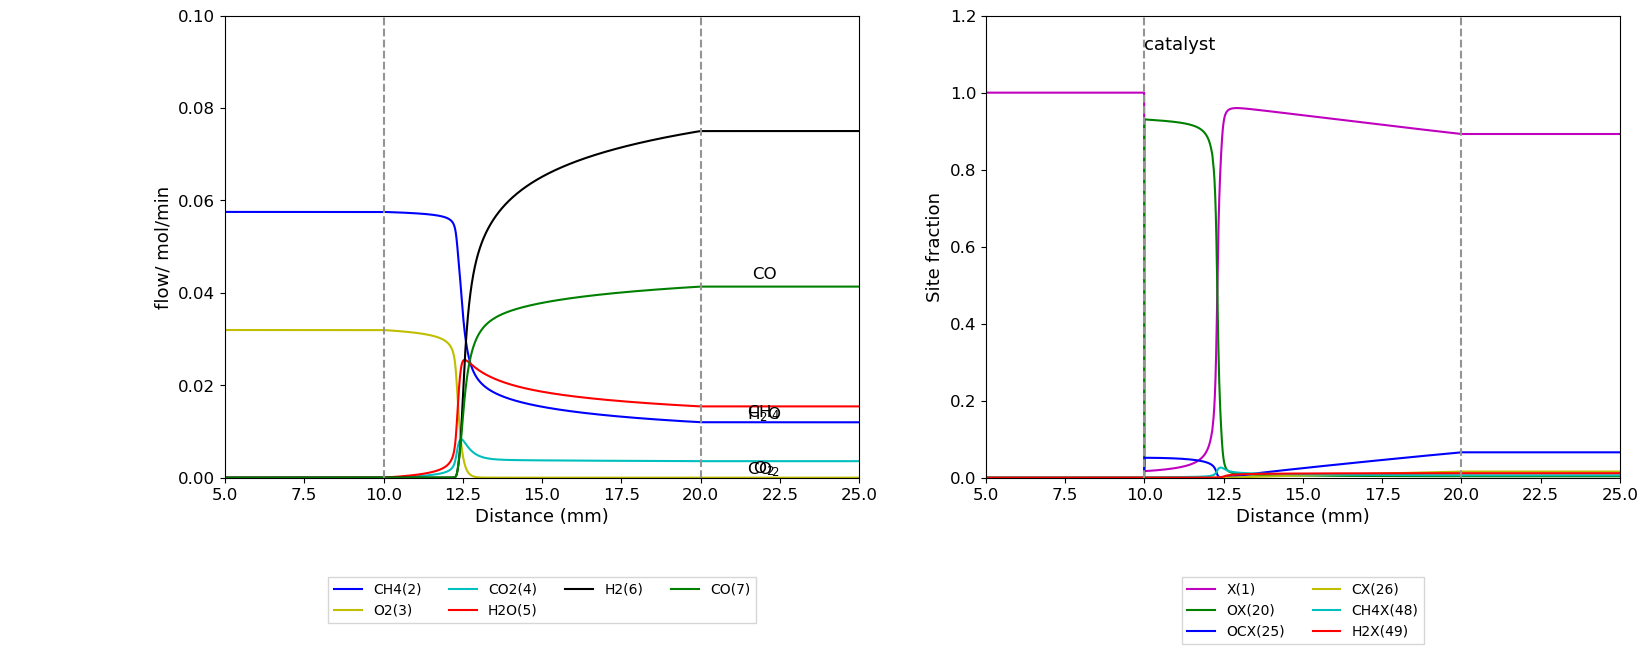 0.10
0.08
0.06
0.04
0.02
0.00
flow/ mol/min
CO
H₂O
CO₂
5.0 7.5 10.0 12.5 15.0 17.5 20.0 22.5 25.0
Distance (mm)
CH4(2) CO2(4) H2(6) CO(7)
O2(3) H2O(5)
1.2
1.0
0.8
0.6
0.4
0.2
0.0
Site fraction
catalyst
5.0 7.5 10.0 12.5 15.0 17.5 20.0 22.5 25.0
Distance (mm)
X(1) CX(26)
OX(20) CH4X(48)
OCX(25) H2X(49)